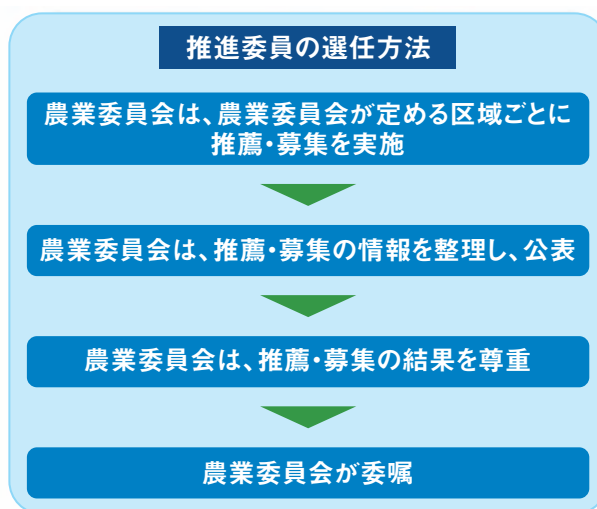 推進委員の選任方法
農業委員会は、農業委員会が定める区域ごとに
推薦・募集を実施
農業委員会は、推薦・募集の情報を整理し、公表
農業委員会は、推薦・募集の結果を尊重
農業委員会が委嘱